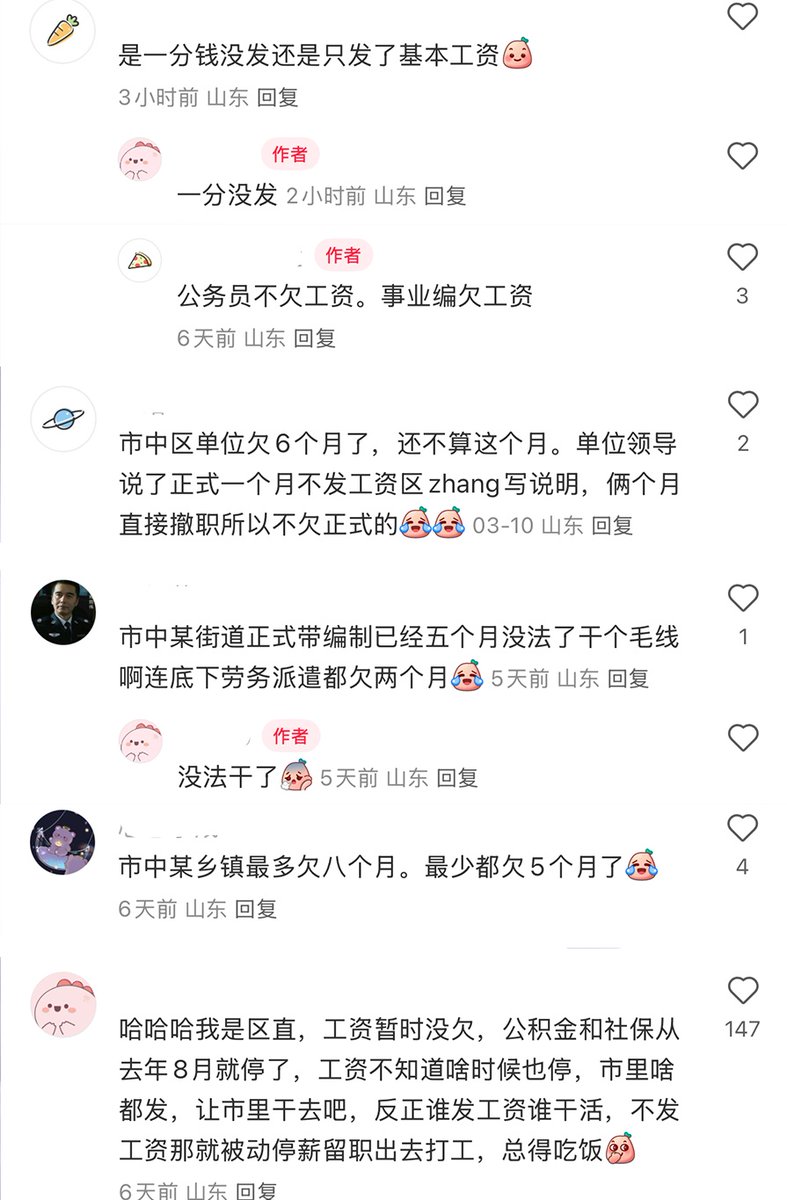 是一分钱没发还是只发了基本工资
3小时前 山东 回复
作者
一分没发 2小时前 山东 回复
作者
公务员不欠工资。事业编欠工资
3
6天前 山东 回复
市中区单位欠6个月了，还不算这个月。单位领导
2
说了正式一个月不发工资区zhang写说明，俩个月
直接撤职所以不欠正式的 03-10 山东 回复
市中某街道正式带编制已经五个月没法了干个毛线
1
啊连底下劳务派遣都欠两个月 5天前 山东 回复
作者
没法干了 5天前 山东 回复
市中某乡镇最多欠八个月。最少都欠5个月了
4
6天前 山东 回复
哈哈哈我是区直，工资暂时没欠，公积金和社保从
147
去年8月就停了，工资不知道啥时候也停，市里啥
都发，让市里干去吧，反正谁发工资谁干活，不发
工资那就被动停薪留职出去打工，总得吃饭
6天前 山东 回复